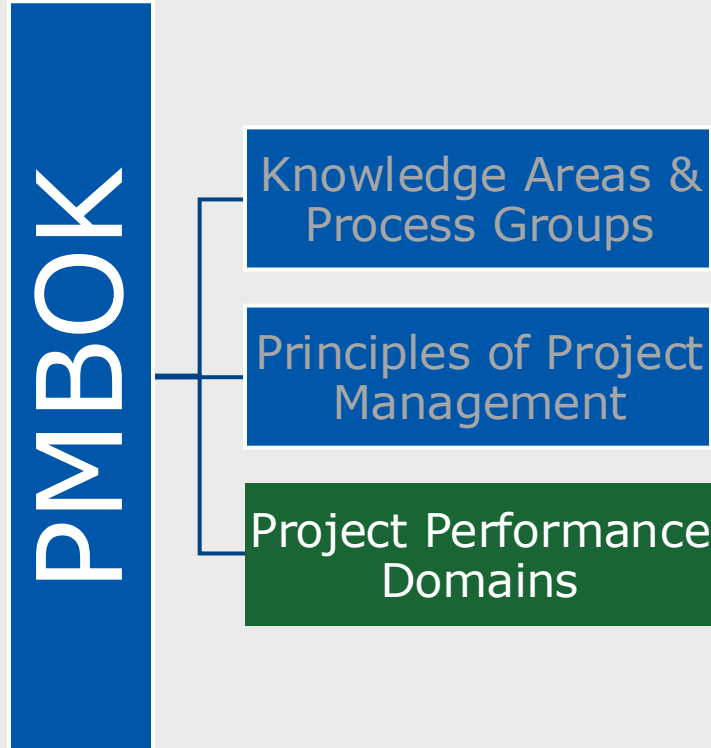 PMBOK
Knowledge Areas &
Process Groups
Principles of Project
Management
Project Performance
Domains